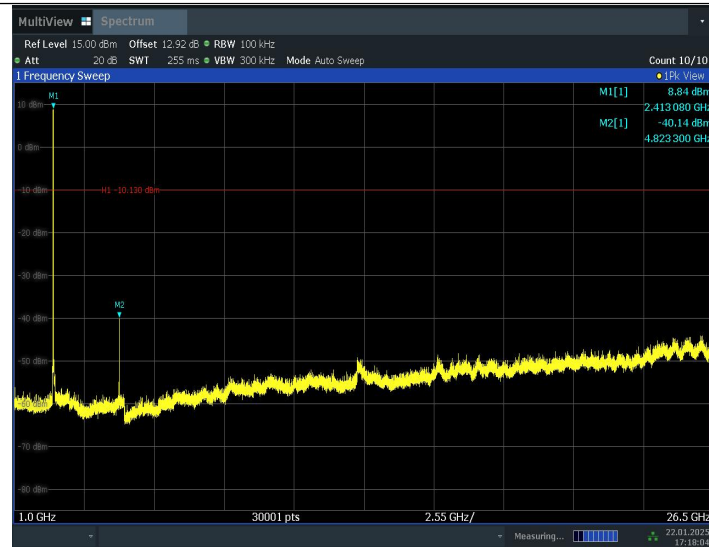 MultiView Spectrum
Ref Level 15.00 dBm Offset 12.92 dB RBW 100 kHz
Att 20 dB SWT 255 ms VBW 300 kHz Mode Auto Sweep Count 10/10
1 Frequency Sweep 1Pk View
M1[1] 8.84 dBm
2.413 080 GHz
M2[1] -40.14 dBm
4.823 300 GHz
M1
10 dBm
0 dBm
-10 dBm H1 -10.130 dBm
-20 dBm
-30 dBm
M2
-40 dBm
-50 dBm
-60 dBm
-70 dBm
-80 dBm
1.0 GHz 30001 pts 2.55 GHz/ 26.5 GHz
Measuring... 22.01.2025
17:18:04